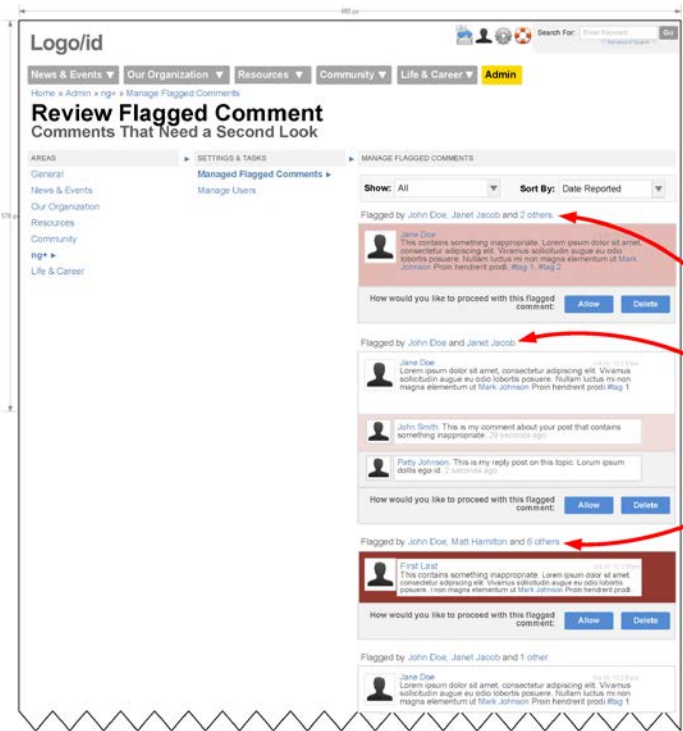 Logo/id
Search For: Enter Keyword Go
News & Events ▼ Our Organization ▼ Resources ▼ Community ▼ Life & Career ▼ Admin
Home » Admin » ng+ » Manage Flagged Comments
Review Flagged Comment
Comments That Need a Second Look
AREAS
General
News & Events
Our Organization
Resources
Community
ng+ ►
Life & Career
► SETTINGS & TASKS
Managed Flagged Comments ►
Manage Users
► MANAGE FLAGGED COMMENTS
Show: All ▼ Sort By: Date Reported ▼
Flagged by John Doe, Janet Jacob and 2 others.
Jane Doe
This contains something inappropriate. Lorem ipsum dolor sit amet,
consectetur adipiscing elit. Vivamus sollicitudin augue eu odio
lobortis posuere. Nullam luctus mi non magna elementum ut Mark
Johnson Proin hendrerit prodi. #tag 1, #tag 2
How would you like to proceed with this flagged
comment: Allow Delete
Flagged by John Doe and Janet Jacob
Jane Doe
Lorem ipsum dolor sit amet, consectetur adipiscing elit. Vivamus
sollicitudin augue eu odio lobortis posuere. Nullam luctus mi non
magna elementum ut Mark Johnson Proin hendrerit prodi #tag 1
John Smith: This is my comment about your post that contains
something inappropriate. 29 seconds ago.
Patty Johnson: This is my reply post on this topic. Lorum ipsum
dollis ego id. 2 seconds ago.
How would you like to proceed with this flagged
comment: Allow Delete
Flagged by John Doe, Matt Hamilton and 6 others
First Last
This contains something inappropriate. Lorem ipsum dolor sit amet,
consectetur adipiscing elit. Vivamus sollicitudin augue eu odio lobortis
posuere. i non magna elementum ut Mark Johnson Proin hendrerit prodi.
How would you like to proceed with this flagged
comment: Allow Delete
Flagged by John Doe, Janet Jacob and 1 other.
Jane Doe
Lorem ipsum dolor sit amet, consectetur adipiscing elit. Vivamus
sollicitudin augue eu odio lobortis posuere. Nullam luctus mi non
magna elementum ut Mark Johnson Proin hendrerit prodi #tag 1